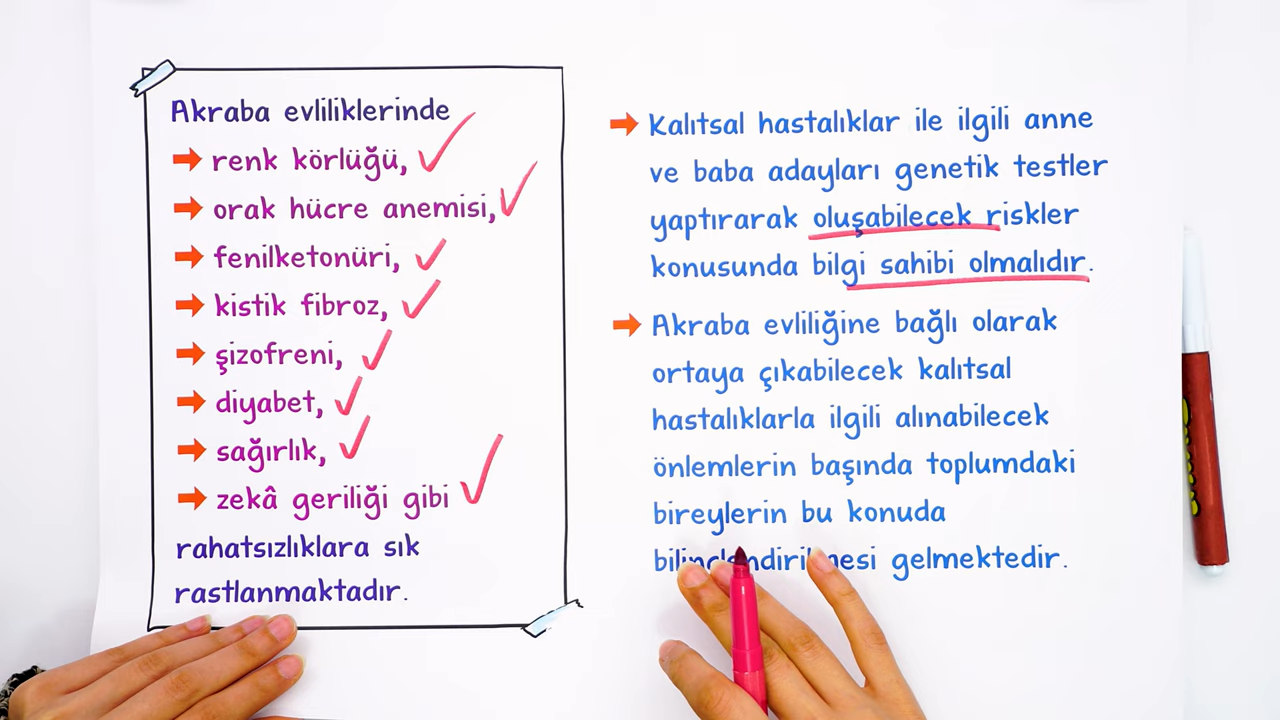 Akraba evliliklerinde
renk körlüğü,
orak hücre anemisi,
fenilketonüri,
kistik fibroz,
şizofreni,
diyabet,
sağırlık,
zekâ geriliği gibi
rahatsızlıklara sık
rastlanmaktadır.
Kalıtsal hastalıklar ile ilgili anne
ve baba adayları genetik testler
yaptırarak oluşabilecek riskler
konusunda bilgi sahibi olmalıdır.
Akraba evliliğine bağlı olarak
ortaya çıkabilecek kalıtsal
hastalıklarla ilgili alınabilecek
önlemlerin başında toplumdaki
bireylerin bu konuda
bilinçlendirilmesi gelmektedir.